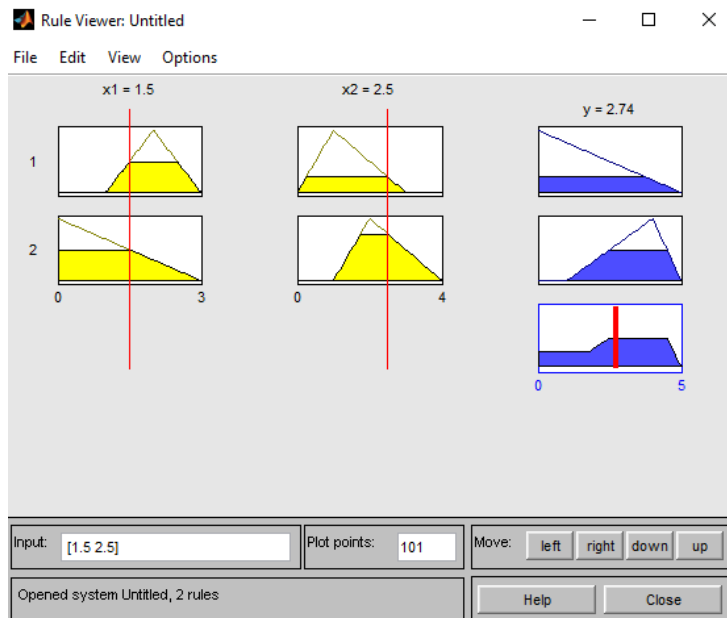 Rule Viewer: Untitled
File Edit View Options
x1 = 1.5 x2 = 2.5 y = 2.74
1
2
0 3 0 4
0 5
Input: [1.5 2.5] Plot points: 101 Move: left right down up
Opened system Untitled, 2 rules Help Close